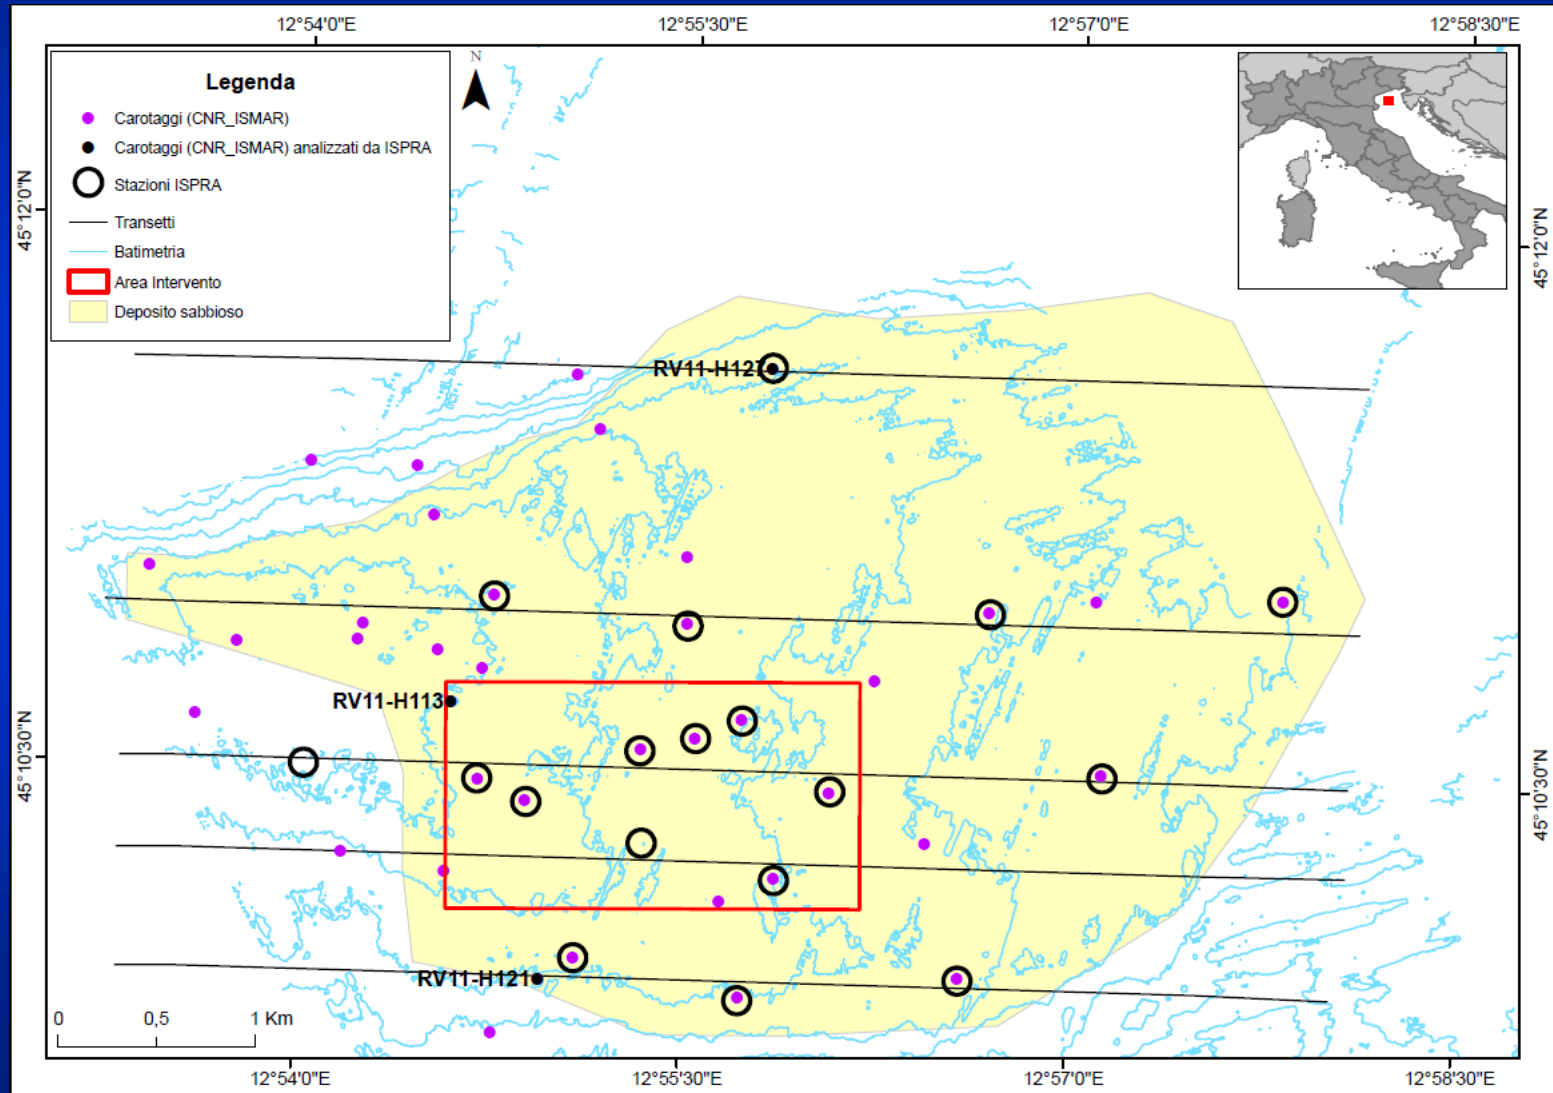 12°54'0"E 12°55'30"E 12°57'0"E 12°58'30"E
Legenda
Carotaggi (CNR_ISMAR)
Carotaggi (CNR_ISMAR) analizzati da ISPRA
Stazioni ISPRA
Transetti
Batimetria
Area Intervento
Deposito sabbioso
N
45°12'0"N
45°12'0"N
RV11-H127
RV11-H113
45°10'30"N
45°10'30"N
RV11-H121
0 0,5 1 Km
12°54'0"E 12°55'30"E 12°57'0"E 12°58'30"E